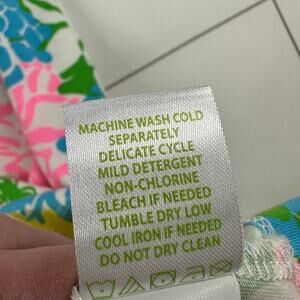 MACHINE WASH COLD
SEPARATELY
DELICATE CYCLE
MILD DETERGENT
NON-CHLORINE
BLEACH IF NEEDED
TUMBLE DRY LOW
COOL IRON IF NEEDED
DO NOT DRY CLEAN